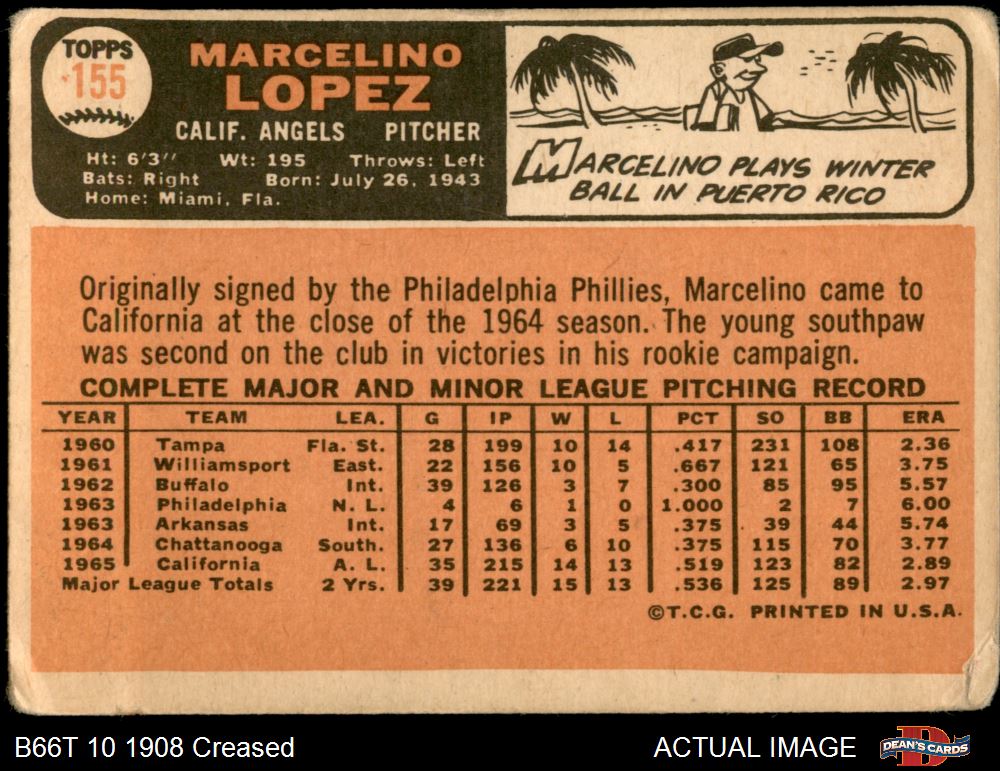 TOPPS
155
MARCELINO
LOPEZ
CALIF. ANGELS PITCHER
Ht: 6'3" Wt: 195 Throws: Left
Bats: Right Born: July 26, 1943
Home: Miami, Fla.
MARCELINO PLAYS WINTER
BALL IN PUERTO RICO
Originally signed by the Philadelphia Phillies, Marcelino came to
California at the close of the 1964 season. The young southpaw
was second on the club in victories in his rookie campaign.
COMPLETE MAJOR AND MINOR LEAGUE PITCHING RECORD
YEAR TEAM LEA. G IP W L PCT SO BB ERA
1960 Tampa Fla. St. 28 199 10 14 .417 231 108 2.36
1961 Williamsport East. 22 156 10 5 .667 121 65 3.75
1962 Buffalo Int. 39 126 3 7 .300 85 95 5.57
1963 Philadelphia N. L. 4 6 1 0 1.000 2 7 6.00
1963 Arkansas Int. 17 69 3 5 .375 39 44 5.74
1964 Chattanooga South. 27 136 6 10 .375 115 70 3.77
1965 California A. L. 35 215 14 13 .519 123 82 2.89
Major League Totals 2 Yrs. 39 221 15 13 .536 125 89 2.97
©T.C.G. PRINTED IN U.S.A.
B66T 10 1908 Creased ACTUAL IMAGE
DEAN'S CARDS